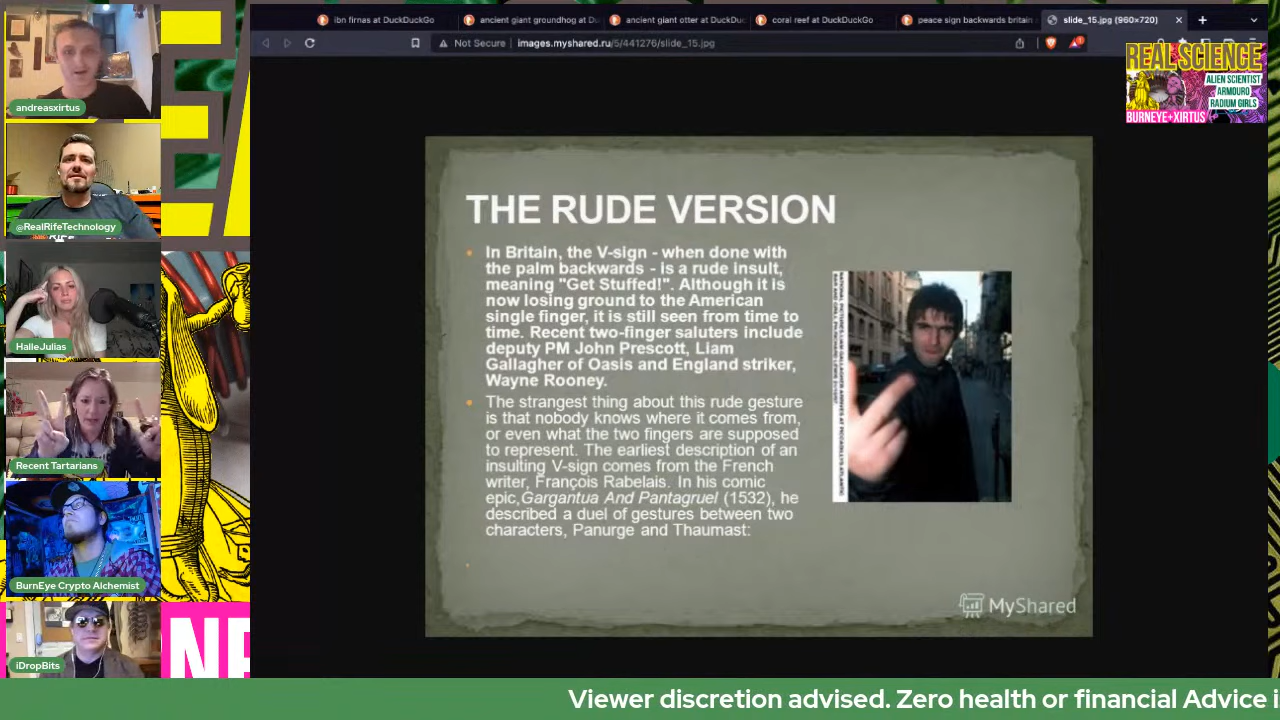 ibn firnas at DuckDuckGo
ancient giant groundhog at Du
ancient giant otter at DuckDuc
coral reef at DuckDuckGo
peace sign backwards britain
slide_15.jpg (960×720)
Not Secure
images.myshared.ru/5/441276/slide_15.jpg
REAL SCIENCE
ALIEN SCIENTIST
ARMOURO
RADIUM GIRLS
BURNEYE+XIRTUS
andreasxirtus
@RealRifeTechnology
HalleJulias
Recent Tartarians
BurnEye Crypto Alchemist
iDropBits
THE RUDE VERSION
In Britain, the V-sign - when done with
the palm backwards - is a rude insult,
meaning "Get Stuffed!". Although it is
now losing ground to the American
single finger, it is still seen from time to
time. Recent two-finger saluters include
deputy PM John Prescott, Liam
Gallagher of Oasis and England striker,
Wayne Rooney.
The strangest thing about this rude gesture
is that nobody knows where it comes from,
or even what the two fingers are supposed
to represent. The earliest description of an
insulting V-sign comes from the French
writer, François Rabelais. In his comic
epic,Gargantua And Pantagruel (1532), he
described a duel of gestures between two
characters, Panurge and Thaumast:
MyShared
Viewer discretion advised. Zero health or financial Advice i